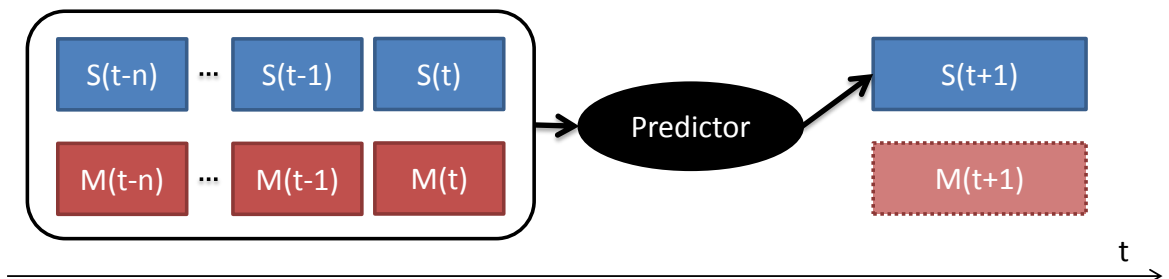 S(t-n) ... S(t-1) S(t) S(t+1)
Predictor
M(t-n) ... M(t-1) M(t) M(t+1)
t